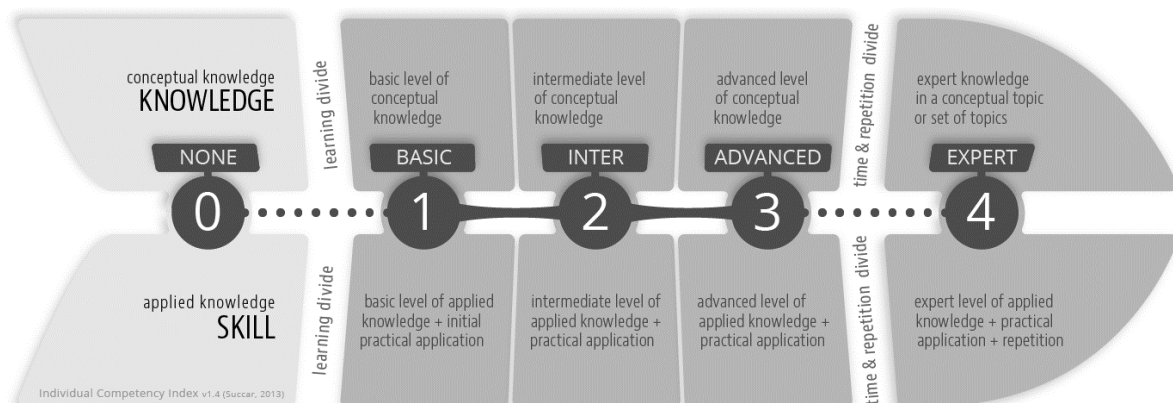 conceptual knowledge
KNOWLEDGE
learning divide
basic level of
conceptual
knowledge
intermediate level
of conceptual
knowledge
advanced level
of conceptual
knowledge
time & repetition divide
expert knowledge
in a conceptual topic
or set of topics
NONE
BASIC
INTER
ADVANCED
EXPERT
0
1
2
3
4
applied knowledge
SKILL
learning divide
basic level of applied
knowledge + initial
practical application
intermediate level of
applied knowledge +
practical application
advanced level of
applied knowledge +
practical application
time & repetition divide
expert level of applied
knowledge + practical
application + repetition
Individual Competency Index v1.4 (Succar, 2013)